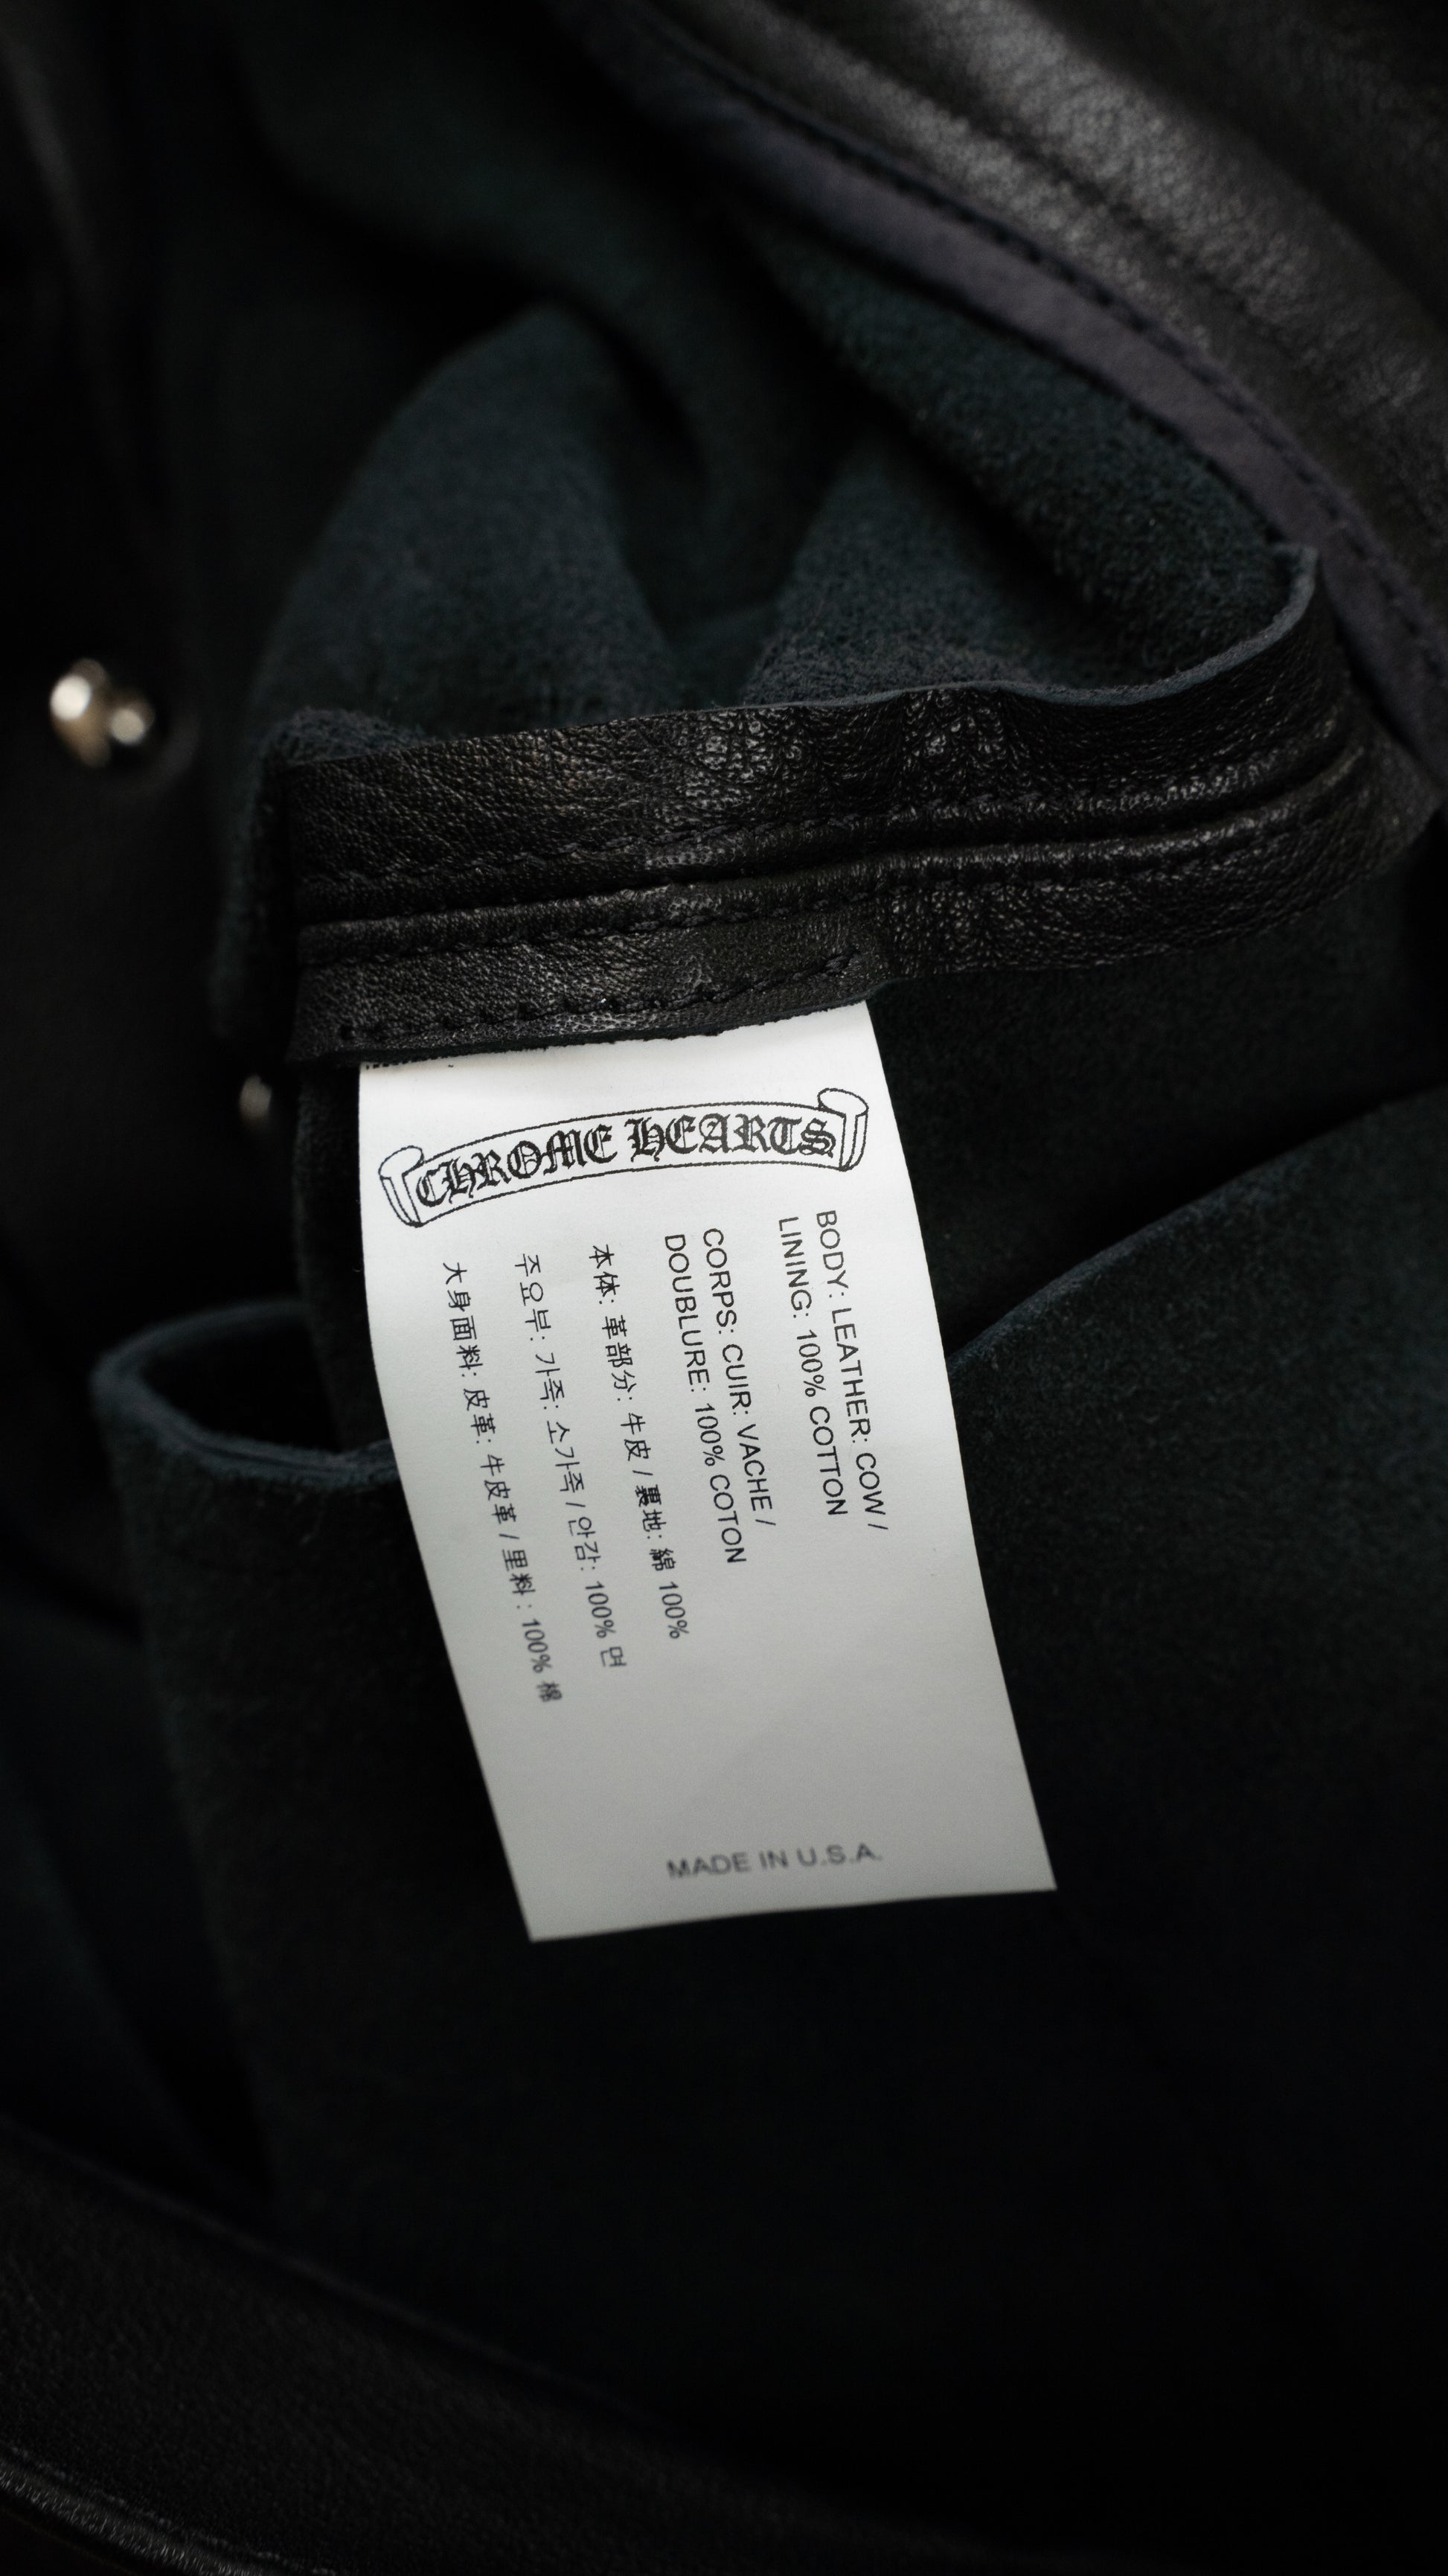 CHROME HEARTS
BODY: LEATHER: COW /
LINING: 100% COTTON
CORPS: CUIR: VACHE /
DOUBLURE: 100% COTON
本体: 革部分: 牛皮 / 裏地: 綿 100%
주요부: 가죽: 소가죽 / 안감: 100% 면
大身面料: 皮革: 牛皮革 / 里料 : 100% 棉
MADE IN U.S.A.